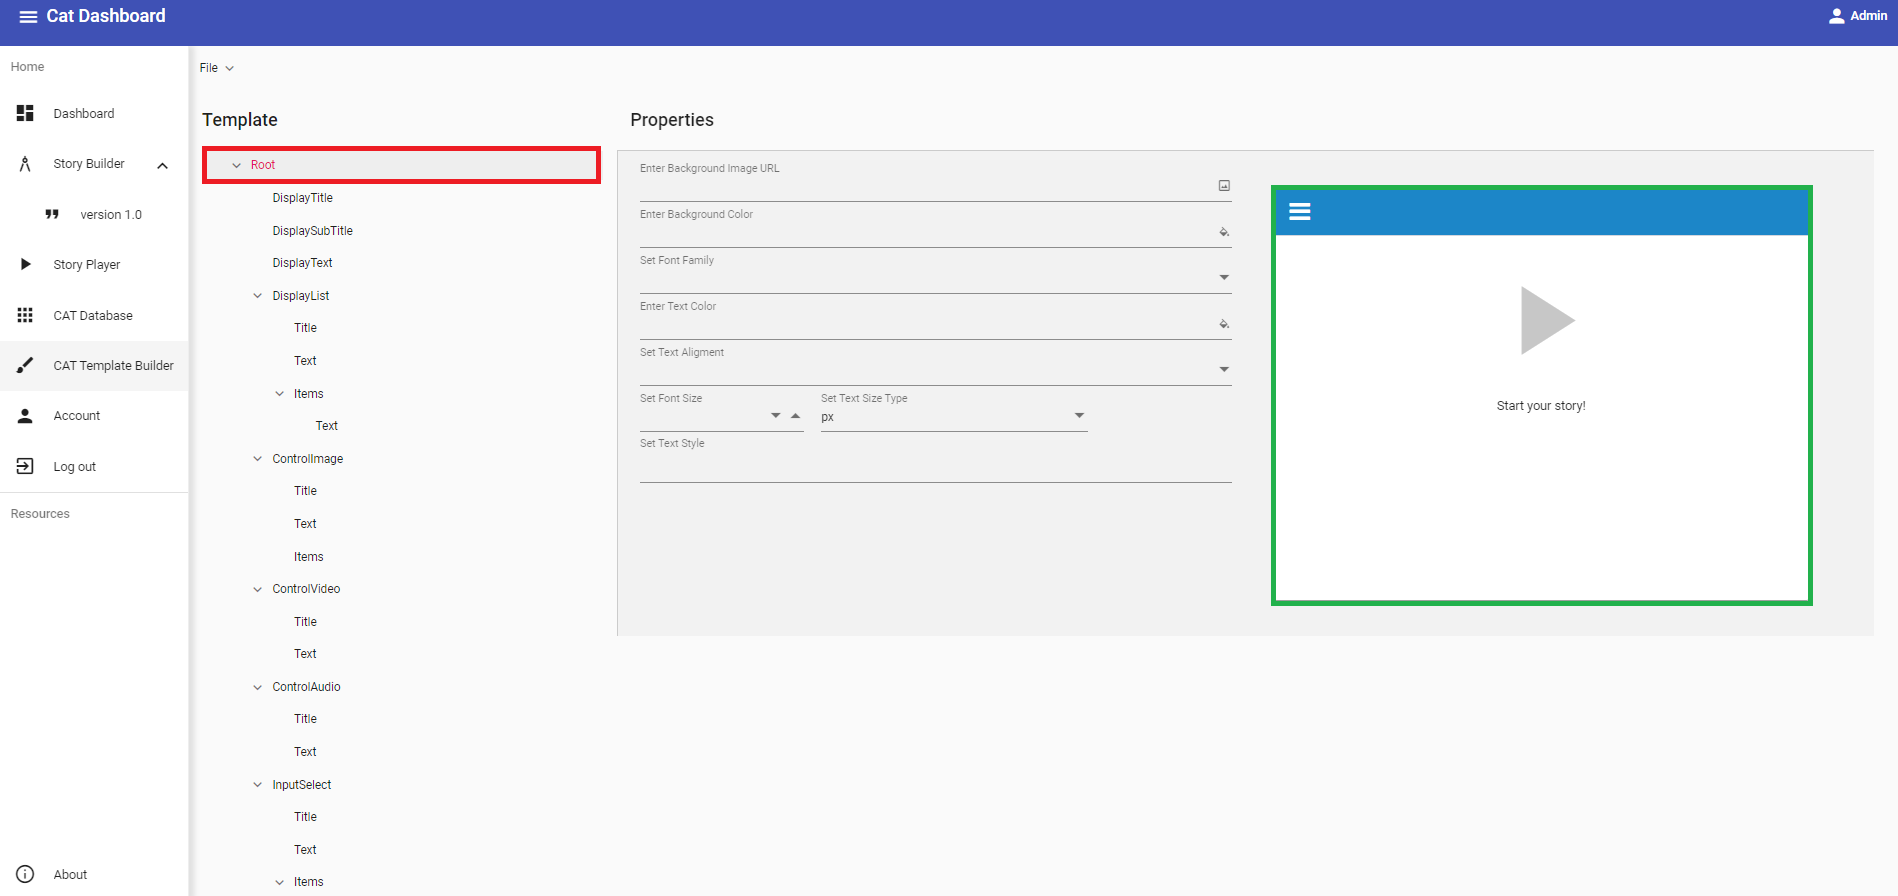 Cat Dashboard
Admin
Home
Dashboard
Story Builder
version 1.0
Story Player
CAT Database
CAT Template Builder
Account
Log out
Resources
About
File
Template
Root
DisplayTitle
DisplaySubTitle
DisplayText
DisplayList
Title
Text
Items
Text
ControlImage
Title
Text
Items
ControlVideo
Title
Text
ControlAudio
Title
Text
InputSelect
Title
Text
Items
Properties
Enter Background Image URL
Enter Background Color
Set Font Family
Enter Text Color
Set Text Aligment
Set Font Size
Set Text Size Type
px
Set Text Style
Start your story!